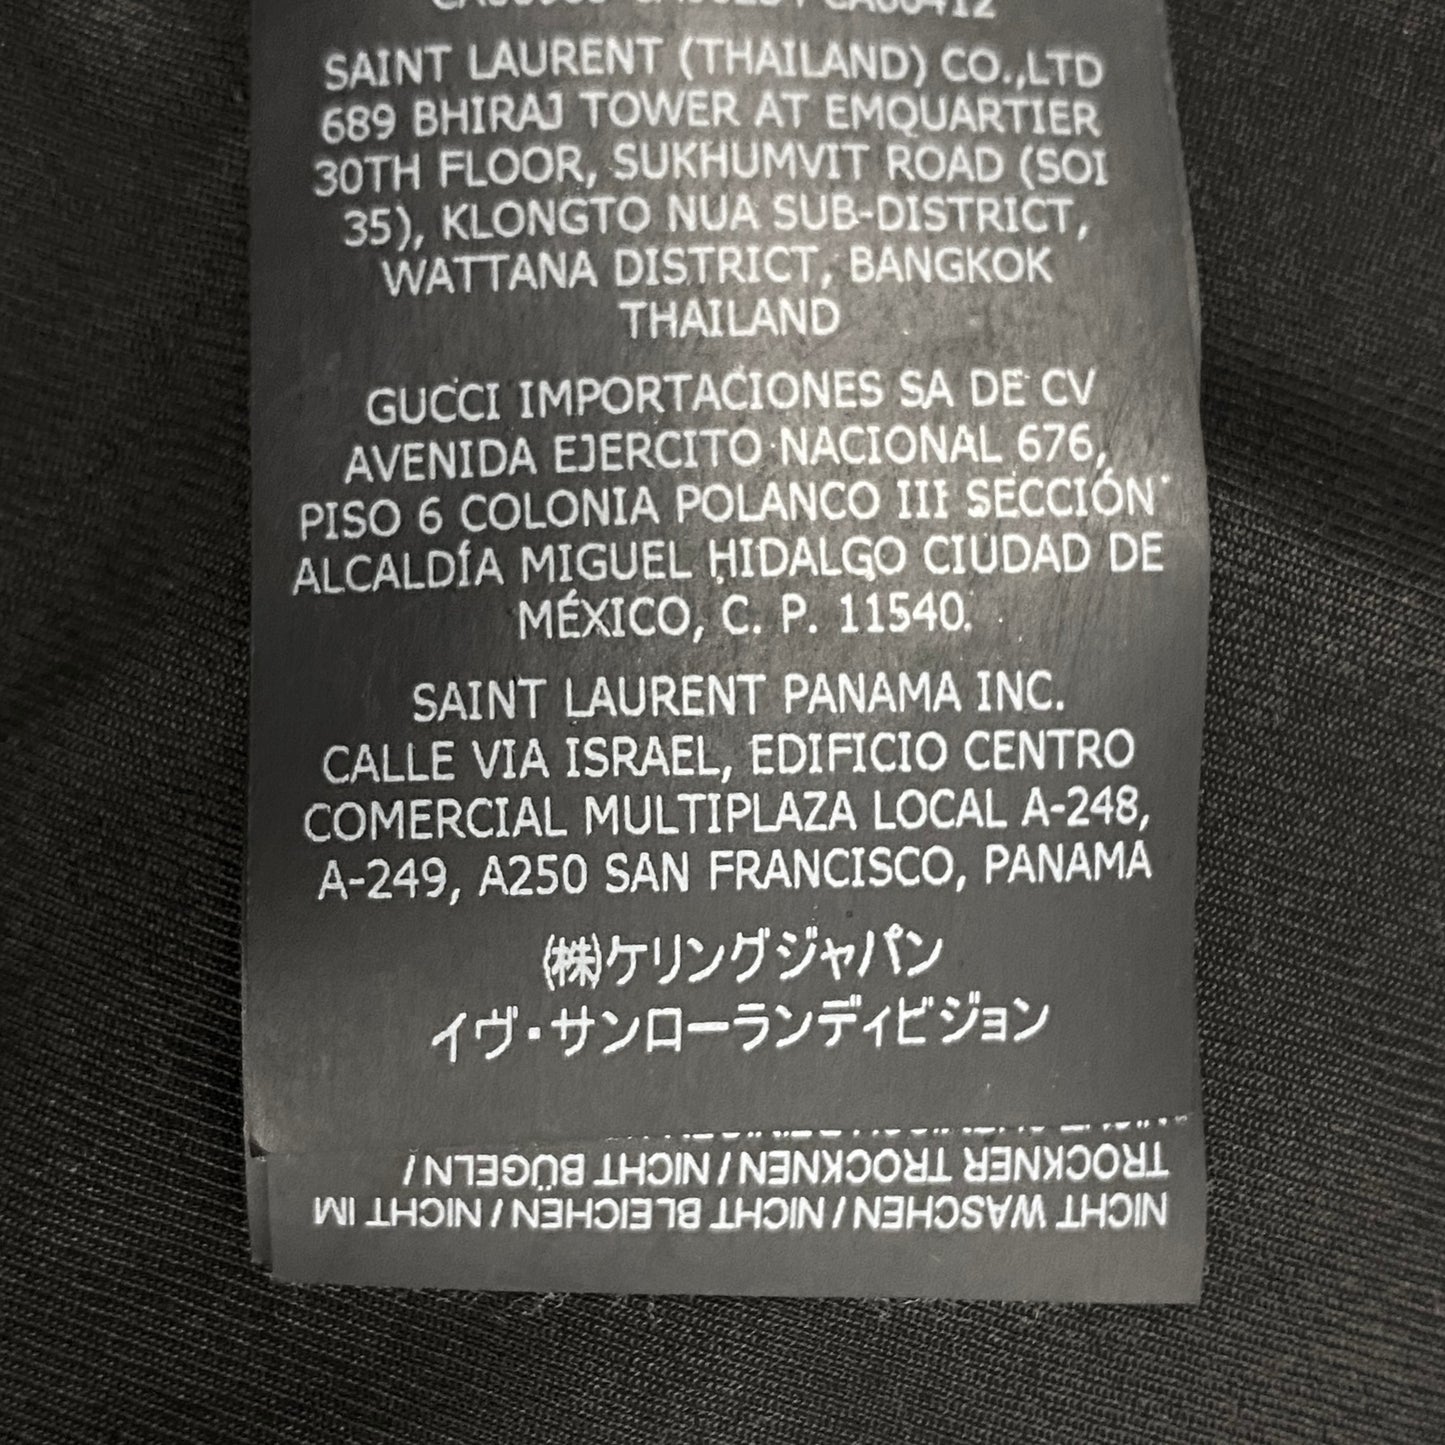 SAINT LAURENT (THAILAND) CO.,LTD
689 BHIRAJ TOWER AT EMQUARTIER
30TH FLOOR, SUKHUMVIT ROAD (SOI
35), KLONGTO NUA SUB-DISTRICT,
WATTANA DISTRICT, BANGKOK
THAILAND
GUCCI IMPORTACIONES SA DE CV
AVENIDA EJERCITO NACIONAL 676,
PISO 6 COLONIA POLANCO III SECCIÓN
ALCALDÍA MIGUEL HIDALGO CIUDAD DE
MÉXICO, C. P. 11540.
SAINT LAURENT PANAMA INC.
CALLE VIA ISRAEL, EDIFICIO CENTRO
COMERCIAL MULTIPLAZA LOCAL A-248,
A-249, A250 SAN FRANCISCO, PANAMA
(株)ケリングジャパン
イヴ・サンローランディビジョン
NICHT WASCHEN / NICHT BLEICHEN / NICHT IM
TROCKNER TROCKNEN / NICHT BÜGELN /